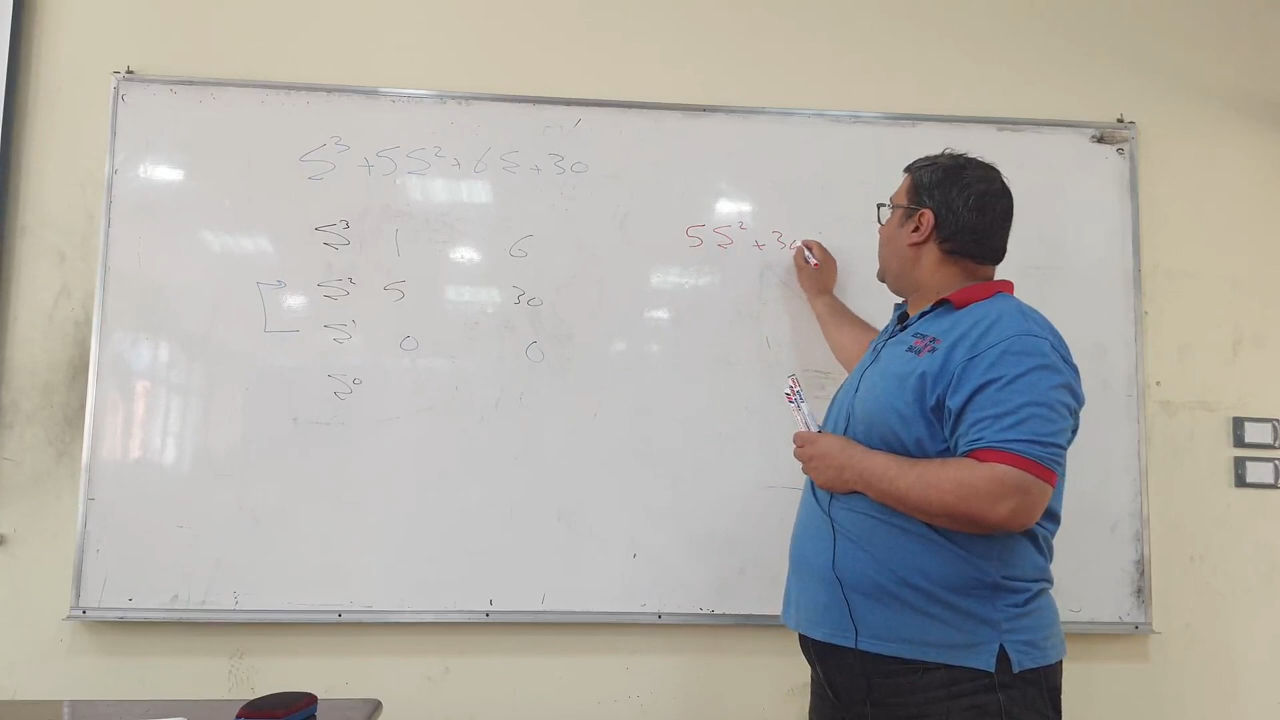 S³ + 5S² + 6S + 30
S³ 1 6
S² 5 30
S¹ 0 0
S⁰
5S² + 30